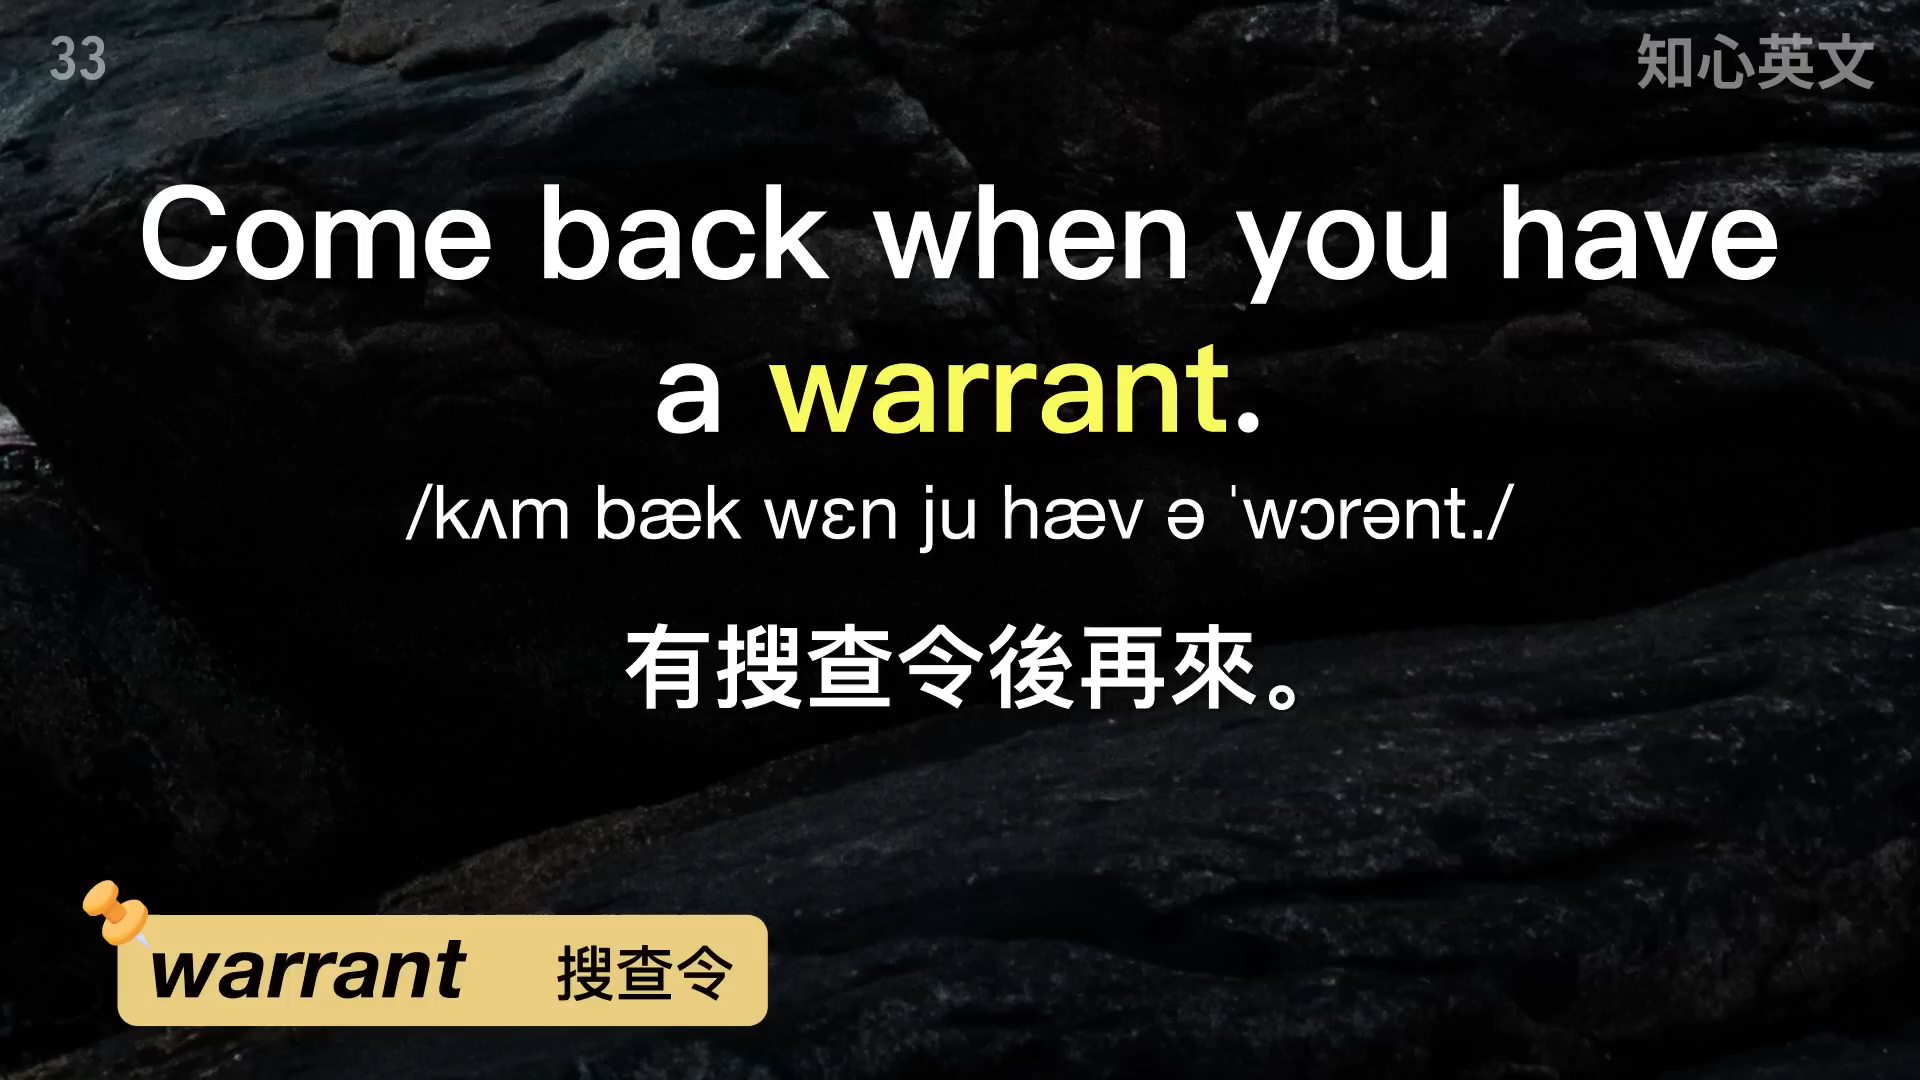 33
知心英文
Come back when you have
a warrant.
/kʌm bæk wɛn ju hæv ə ˈwɔrənt./
有搜查令後再來。
warrant 搜查令